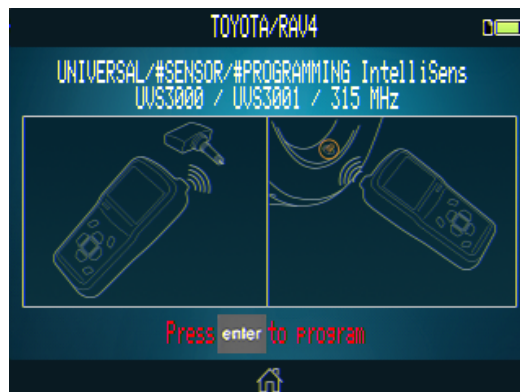 TOYOTA/RAV4
UNIVERSAL/#SENSOR/#PROGRAMMING IntelliSens
UVS3000 / UVS3001 / 315 MHz
Press enter to program